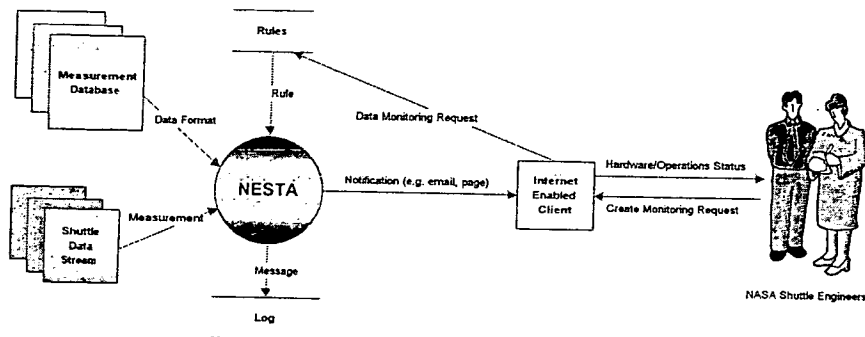 Rules
Measurement
Database
Rule
Data Format
Data Monitoring Request
NESTA
Notification (e.g. email, page)
Internet
Enabled
Client
Hardware/Operations Status
Create Monitoring Request
Measurement
Shuttle
Data
Stream
Message
Log
NASA Shuttle Engineers